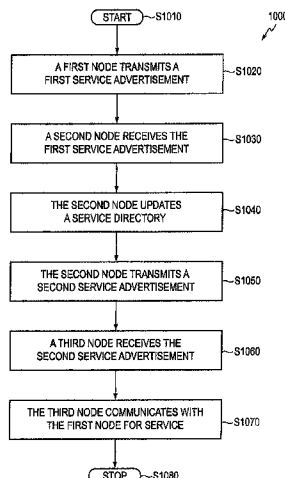 START
S1010
1000
A FIRST NODE TRANSMITS A
FIRST SERVICE ADVERTISEMENT
S1020
A SECOND NODE RECEIVES THE
FIRST SERVICE ADVERTISEMENT
S1030
THE SECOND NODE UPDATES
A SERVICE DIRECTORY
S1040
THE SECOND NODE TRANSMITS A
SECOND SERVICE ADVERTISEMENT
S1050
A THIRD NODE RECEIVES THE
SECOND SERVICE ADVERTISEMENT
S1060
THE THIRD NODE COMMUNICATES WITH
THE FIRST NODE FOR SERVICE
S1070
STOP
S1080